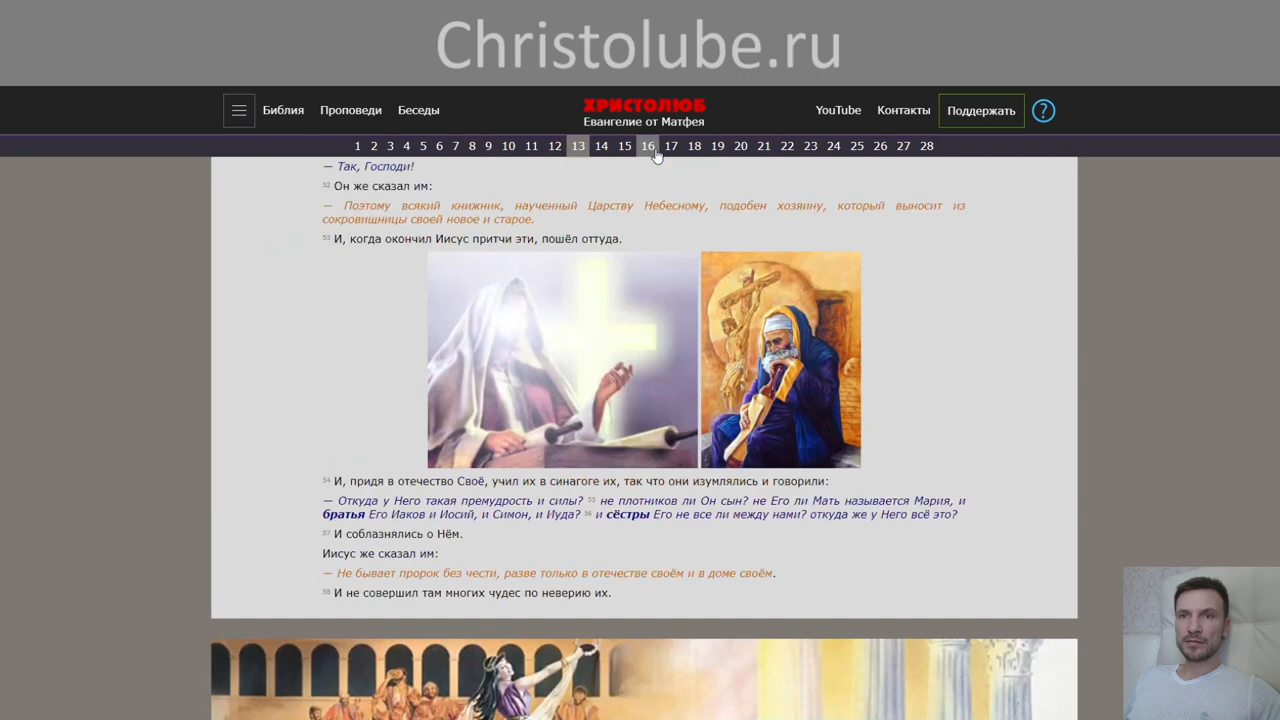 Christolube.ru
Библия Проповеди Беседы
ХРИСТОЛЮБ
Евангелие от Матфея
YouTube Контакты Поддержать ?
1 2 3 4 5 6 7 8 9 10 11 12 13 14 15 16 17 18 19 20 21 22 23 24 25 26 27 28
— Так, Господи!
52 Он же сказал им:
— Поэтому всякий книжник, наученный Царству Небесному, подобен хозяину, который выносит из
сокровищницы своей новое и старое.
53 И, когда окончил Иисус притчи эти, пошёл оттуда.
54 И, придя в отечество Своё, учил их в синагоге их, так что они изумлялись и говорили:
— Откуда у Него такая премудрость и силы? 55 не плотников ли Он сын? не Его ли Мать называется Мария, и
братья Его Иаков и Иосий, и Симон, и Иуда? 56 и сёстры Его не все ли между нами? откуда же у Него всё это?
57 И соблазнялись о Нём.
Иисус же сказал им:
— Не бывает пророк без чести, разве только в отечестве своём и в доме своём.
58 И не совершил там многих чудес по неверию их.